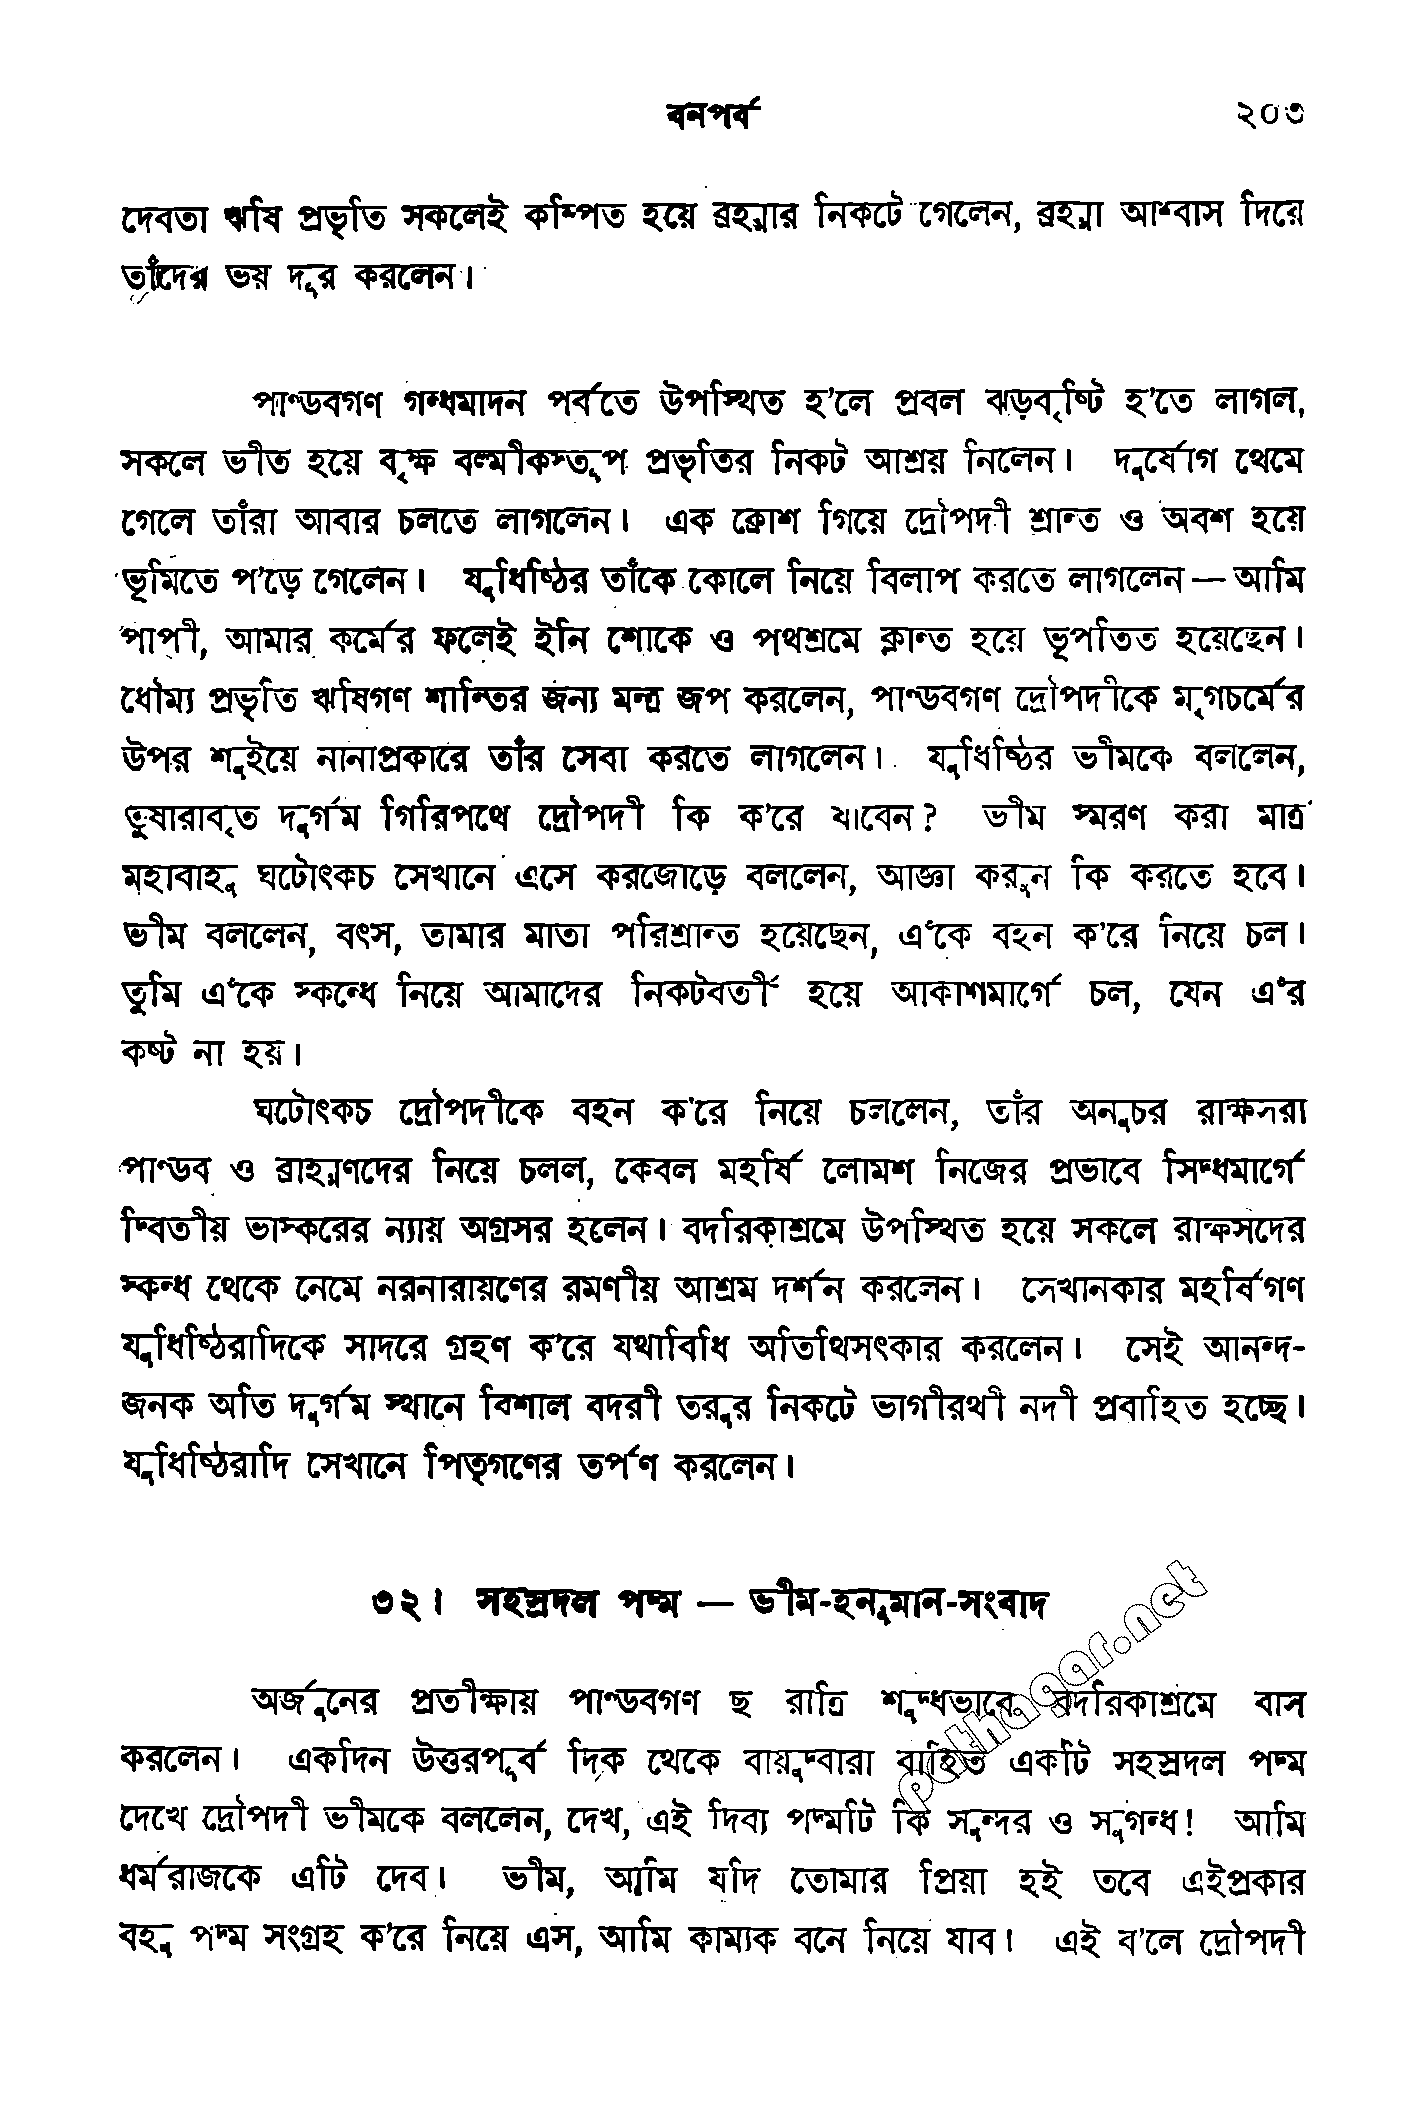 বনপর্ব ২০৩
দেবতা ঋষি প্রভৃতি সকলেই কম্পিত হয়ে ব্রহ্মার নিকটে গেলেন, ব্রহ্মা আশ্বাস দিয়ে
তাঁদের ভয় দূর করলেন।
পাণ্ডবগণ গন্ধমাদন পর্বতে উপস্থিত হ’লে প্রবল ঝড়বৃষ্টি হ’তে লাগল,
সকলে ভীত হয়ে বৃক্ষ বল্মীকস্তূপ প্রভৃতির নিকট আশ্রয় নিলেন। দুর্যোগ থেমে
গেলে তাঁরা আবার চলতে লাগলেন। এক ক্রোশ গিয়ে দ্রৌপদী শ্রান্ত ও অবশ হয়ে
ভূমিতে প’ড়ে গেলেন। যুধিষ্ঠির তাঁকে কোলে নিয়ে বিলাপ করতে লাগলেন — আমি
পাপী, আমার কর্মের ফলেই ইনি শোকে ও পথশ্রমে ক্লান্ত হয়ে ভূপতিত হয়েছেন।
ধৌম্য প্রভৃতি ঋষিগণ শান্তির জন্য মন্ত্র জপ করলেন, পাণ্ডবগণ দ্রৌপদীকে মৃগচর্মের
উপর শুইয়ে নানাপ্রকারে তাঁর সেবা করতে লাগলেন। যুধিষ্ঠির ভীমকে বললেন,
তুষারাবৃত দুর্গম গিরিপথে দ্রৌপদী কি ক’রে যাবেন? ভীম স্মরণ করা মাত্র
মহাবাহু ঘটোৎকচ সেখানে এসে করজোড়ে বললেন, আজ্ঞা করুন কি করতে হবে।
ভীম বললেন, বৎস, তামার মাতা পরিশ্রান্ত হয়েছেন, এঁকে বহন ক’রে নিয়ে চল।
তুমি এঁকে স্কন্ধে নিয়ে আমাদের নিকটবর্তী হয়ে আকাশমার্গে চল, যেন এঁর
কষ্ট না হয়।
ঘটোৎকচ দ্রৌপদীকে বহন ক’রে নিয়ে চললেন, তাঁর অনুচর রাক্ষসরা
পাণ্ডব ও ব্রাহ্মণদের নিয়ে চলল, কেবল মহর্ষি লোমশ নিজের প্রভাবে সিদ্ধমার্গে
দ্বিতীয় ভাস্করের ন্যায় অগ্রসর হলেন। বদরিকাশ্রমে উপস্থিত হয়ে সকলে রাক্ষসদের
স্কন্ধ থেকে নেমে নরনারায়ণের রমণীয় আশ্রম দর্শন করলেন। সেখানকার মহর্ষিগণ
যুধিষ্ঠিরাদিকে সাদরে গ্রহণ ক’রে যথাবিধি অতিথিসৎকার করলেন। সেই আনন্দ-
জনক অতি দুর্গম স্থানে বিশাল বদরী তরুর নিকটে ভাগীরথী নদী প্রবাহিত হচ্ছে।
যুধিষ্ঠিরাদি সেখানে পিতৃগণের তর্পণ করলেন।
৩২। সহস্রদল পদ্ম — ভীম-হনুমান-সংবাদ
অর্জুনের প্রতীক্ষায় পাণ্ডবগণ ছ রাত্রি শুদ্ধভাবে বদরিকাশ্রমে বাস
করলেন। একদিন উত্তরপূর্ব দিক থেকে বায়ুদ্বারা বাহিত একটি সহস্রদল পদ্ম
দেখে দ্রৌপদী ভীমকে বললেন, দেখ, এই দিব্য পদ্মটি কি সুন্দর ও সুগন্ধ! আমি
ধর্মরাজকে এটি দেব। ভীম, আমি যদি তোমার প্রিয়া হই তবে এইপ্রকার
বহু পদ্ম সংগ্রহ ক’রে নিয়ে এস, আমি কাম্যক বনে নিয়ে যাব। এই ব’লে দ্রৌপদী
pathagar.net